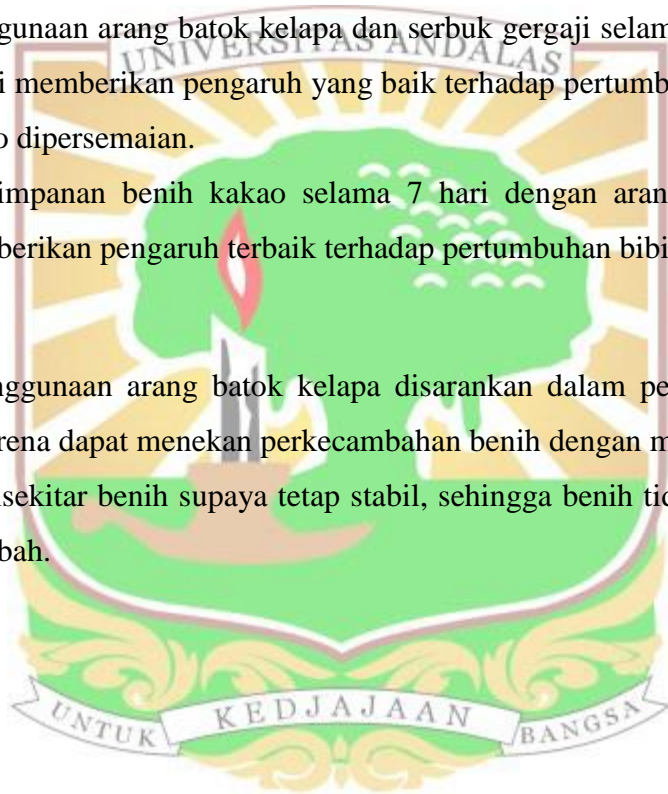 UNIVERSITAS ANDALAS
gunaan arang batok kelapa dan serbuk gergaji selam
i memberikan pengaruh yang baik terhadap pertumb
o dipersemaian.
impanan benih kakao selama 7 hari dengan aran
berikan pengaruh terbaik terhadap pertumbuhan bibi
nggunaan arang batok kelapa disarankan dalam pe
rena dapat menekan perkecambahan benih dengan m
isekitar benih supaya tetap stabil, sehingga benih tid
bah.
UNTUK KEDJAJAAN BANGSA